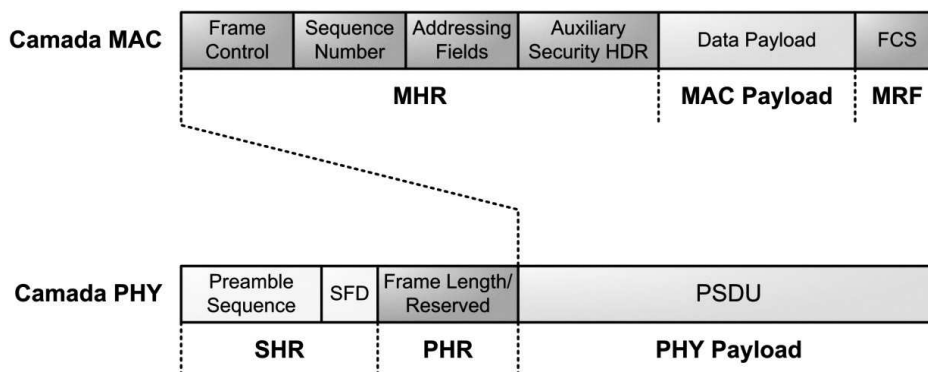 Camada MAC
Frame
Control
Sequence
Number
Addressing
Fields
Auxiliary
Security HDR
Data Payload
FCS
MHR
MAC Payload
MRF
Camada PHY
Preamble
Sequence
SFD
Frame Length/
Reserved
PSDU
SHR
PHR
PHY Payload